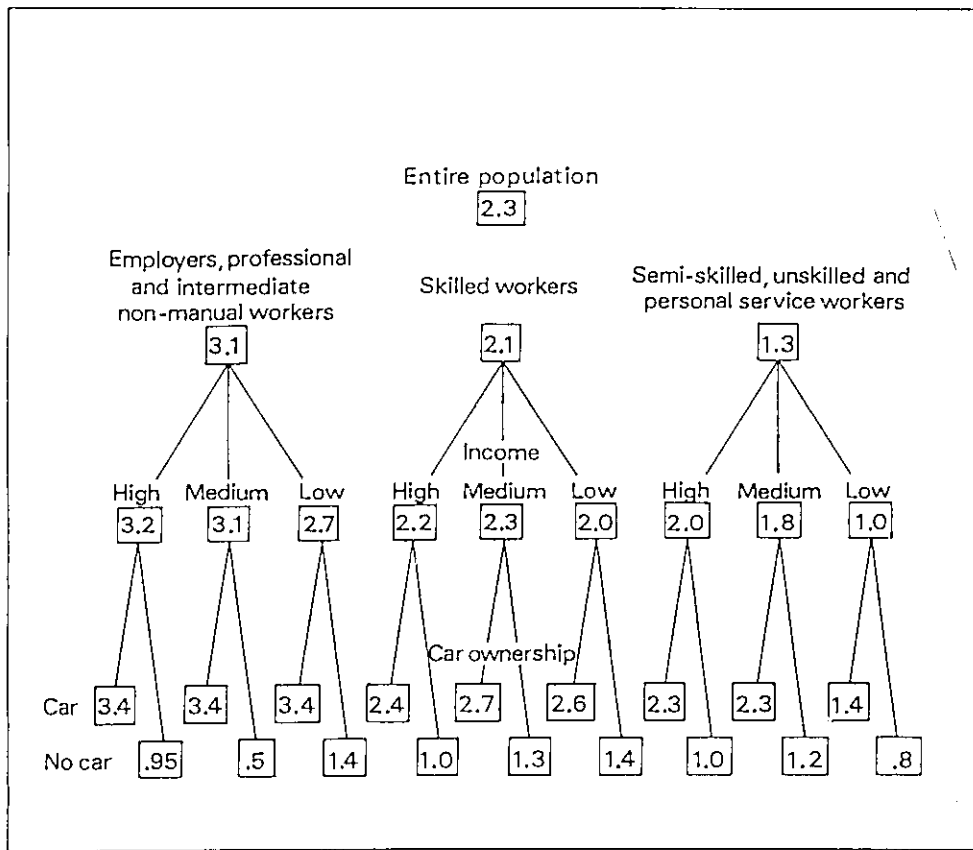 Entire population
2.3
Employers, professional
and intermediate
non-manual workers
3.1
Skilled workers
2.1
Semi-skilled, unskilled and
personal service workers
1.3
Income
High Medium Low High Medium Low High Medium Low
3.2 3.1 2.7 2.2 2.3 2.0 2.0 1.8 1.0
Car ownership
Car 3.4 3.4 3.4 2.4 2.7 2.6 2.3 2.3 1.4
No car .95 .5 1.4 1.0 1.3 1.4 1.0 1.2 .8